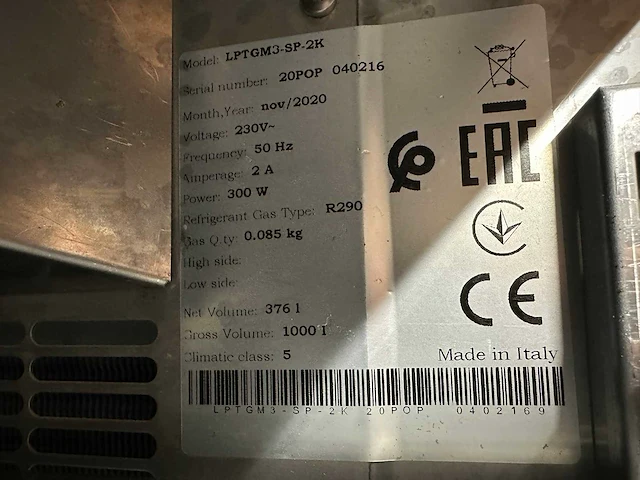 Model: LPTGM3-SP-2K
Serial number: 20POP 040216
Month,Year: nov/2020
Voltage: 230V~
Frequency: 50 Hz
Amperage: 2 A
Power: 300 W
Refrigerant Gas Type: R290
Gas Q.ty: 0.085 kg
High side:
Low side:
Net Volume: 376 l
Gross Volume: 1000 l
Climatic class: 5
EAC
CE
Made in Italy
LPTGM3-SP-2K 20POP 0402169